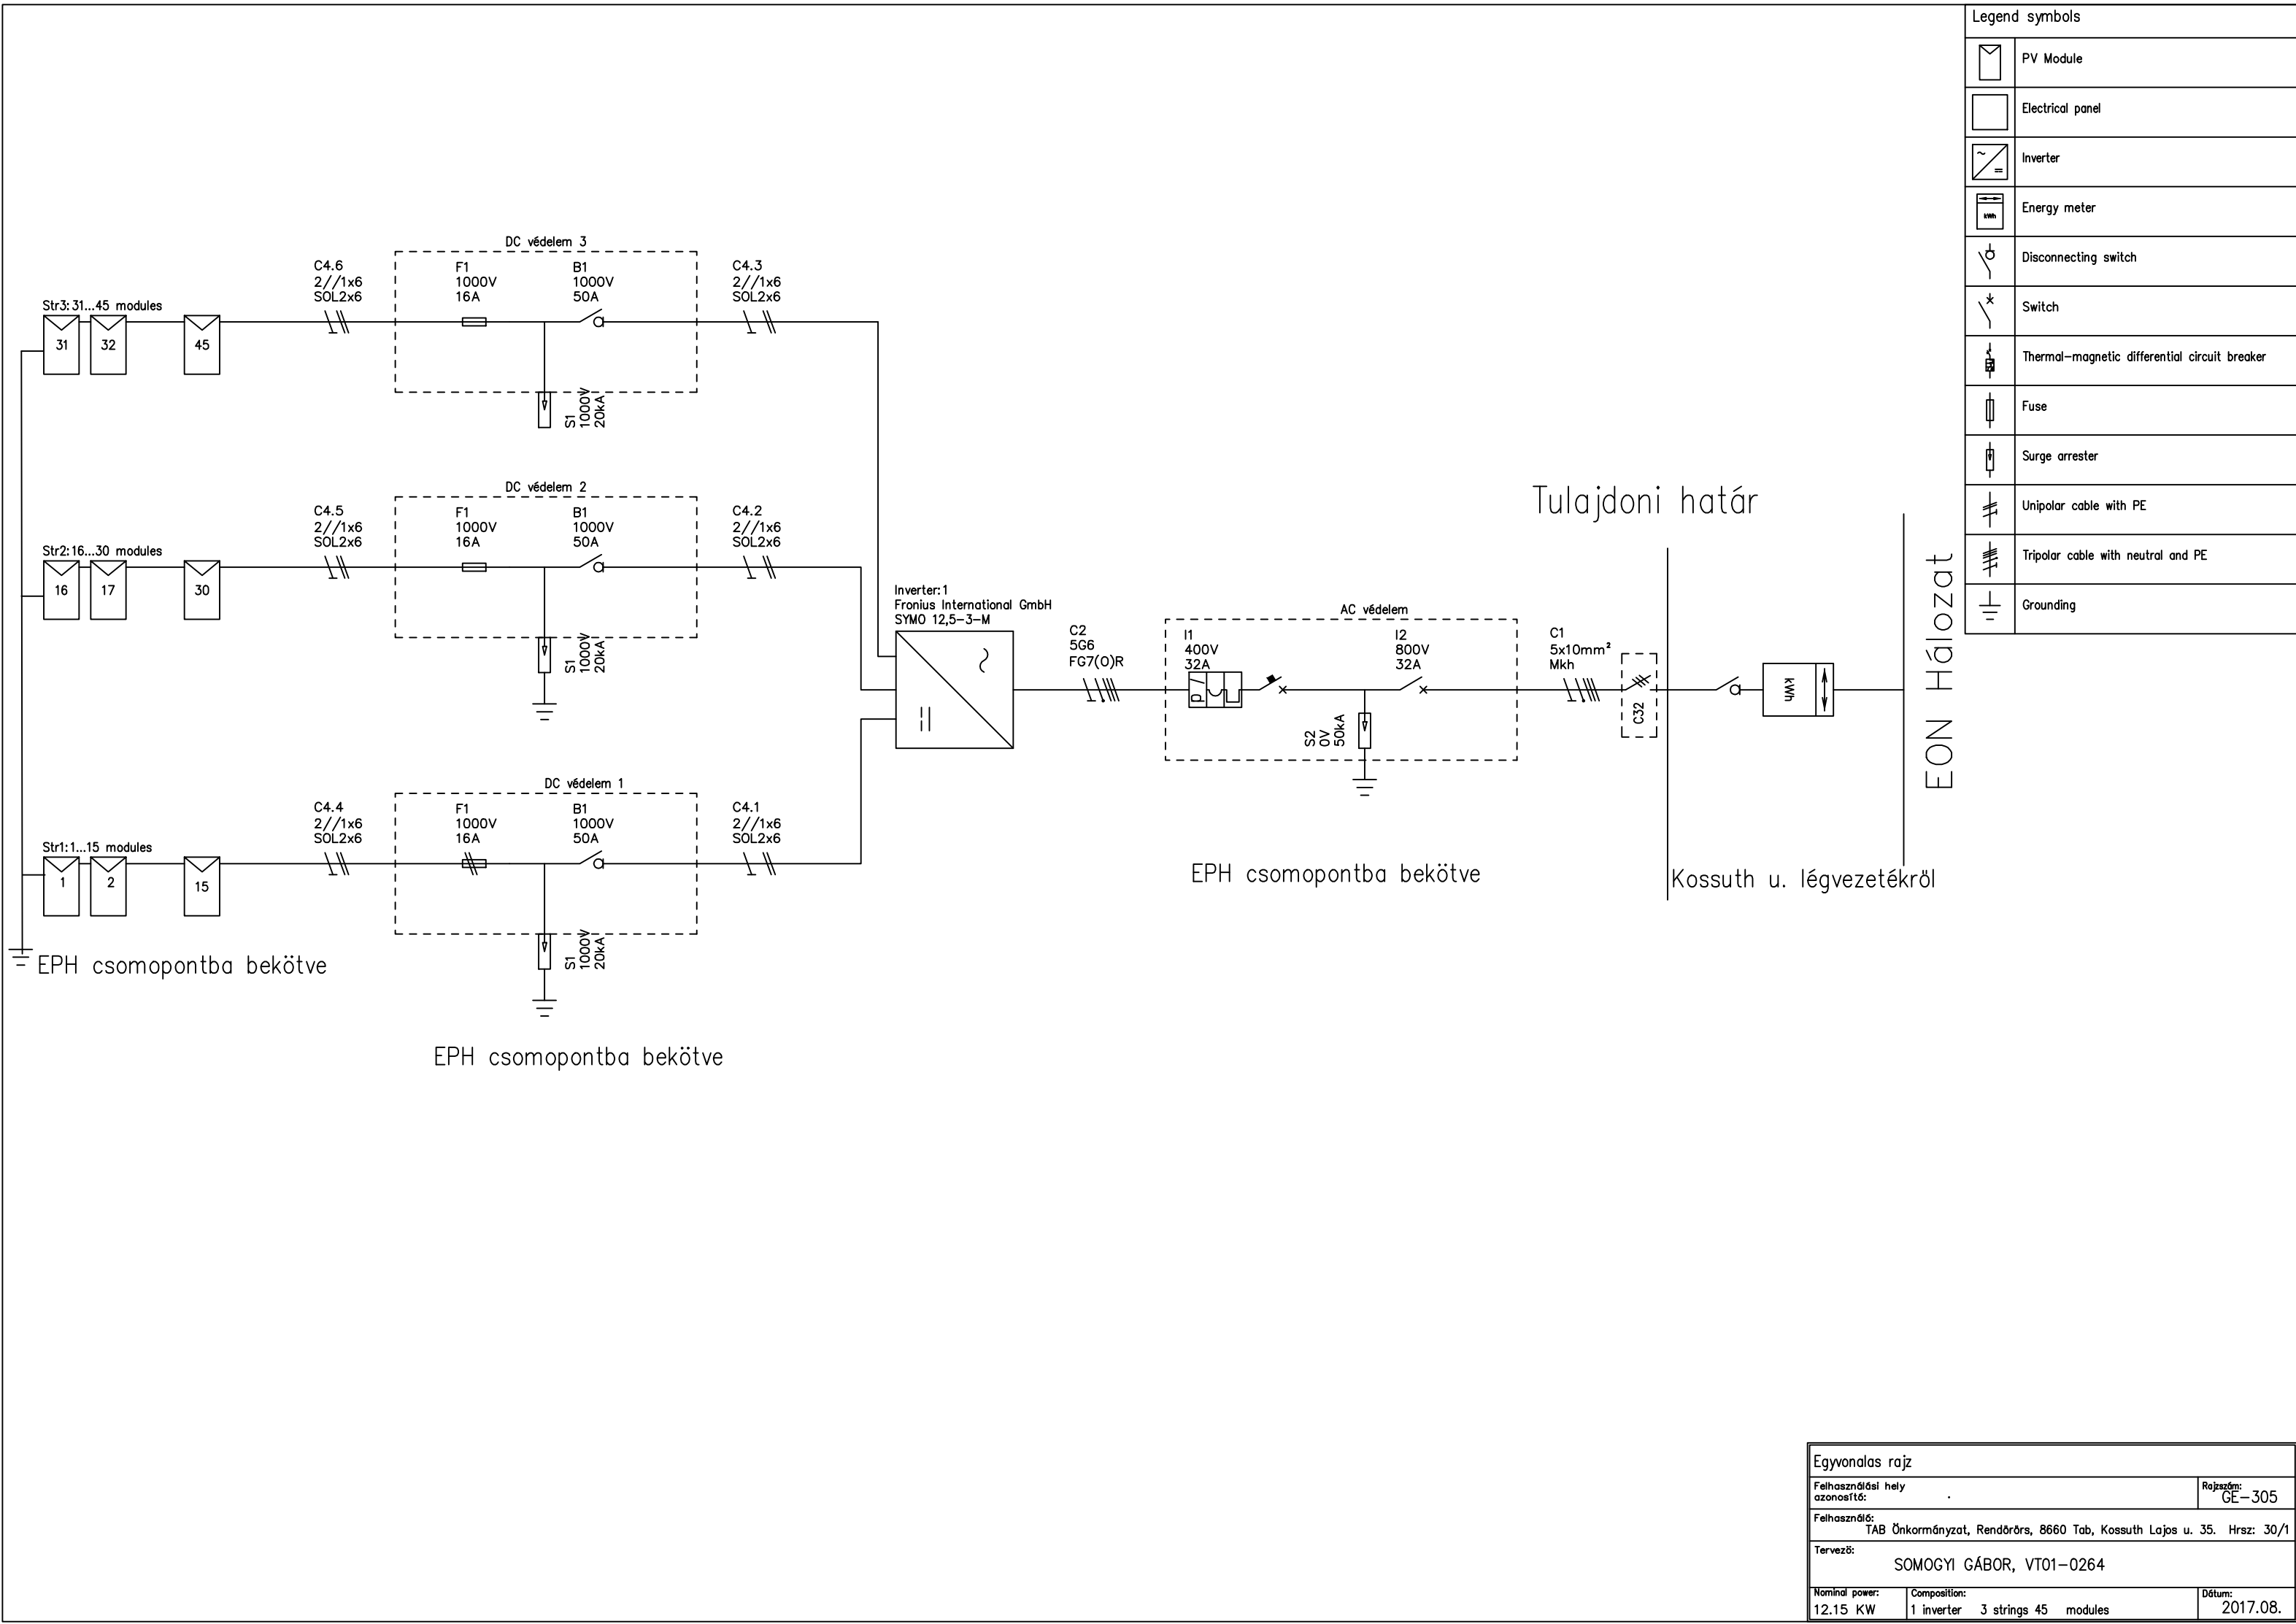 Legend symbols
PV Module
Electrical panel
Inverter
kWh
Energy meter
Disconnecting switch
Switch
Thermal-magnetic differential circuit breaker
Fuse
Surge arrester
Unipolar cable with PE
Tripolar cable with neutral and PE
Grounding
DC védelem 3
C4.6
2//1x6
SOL2x6
F1
1000V
16A
B1
1000V
50A
C4.3
2//1x6
SOL2x6
Str3:31...45 modules
31
32
45
S1
1000V
20kA
DC védelem 2
C4.5
2//1x6
SOL2x6
F1
1000V
16A
B1
1000V
50A
C4.2
2//1x6
SOL2x6
Str2:16...30 modules
16
17
30
S1
1000V
20kA
DC védelem 1
C4.4
2//1x6
SOL2x6
F1
1000V
16A
B1
1000V
50A
C4.1
2//1x6
SOL2x6
Str1:1...15 modules
1
2
15
S1
1000V
20kA
EPH csomopontba bekötve
EPH csomopontba bekötve
Inverter:1
Fronius International GmbH
SYMO 12,5-3-M
C2
5G6
FG7(O)R
AC védelem
I1
400V
32A
I2
800V
32A
S2
0V
50kA
C1
5x10mm²
Mkh
C32
EPH csomopontba bekötve
Tulajdoni határ
kWh
Kossuth u. légvezetékröl
EON Hálozat
Egyvonalas rajz
Felhasználási hely
azonosító:
.
Rajzszám:
GE-305
Felhasználó:
TAB Önkormányzat, Rendörörs, 8660 Tab, Kossuth Lajos u. 35. Hrsz: 30/1
Tervezö:
SOMOGYI GÁBOR, VT01-0264
Nominal power:
12.15 KW
Composition:
1 inverter 3 strings 45 modules
Dátum:
2017.08.